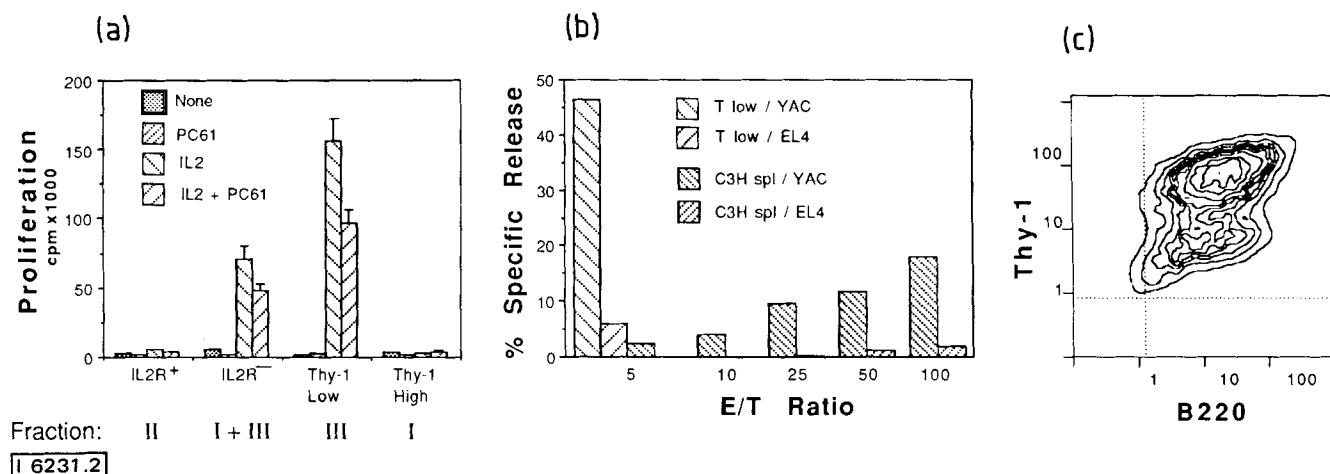 (a)
200
150
100
50
0
Proliferation
cpm x 1000
None
PC61
IL2
IL2 + PC61
IL2R+
IL2R−
Thy-1
Low
Thy-1
High
Fraction:
II
I + III
III
I
I 6231.2
(b)
50
40
30
20
10
0
% Specific Release
T low / YAC
T low / EL4
C3H spl / YAC
C3H spl / EL4
5
10
25
50
100
E/T Ratio
(c)
100
10
1
Thy-1
1
10
100
B220